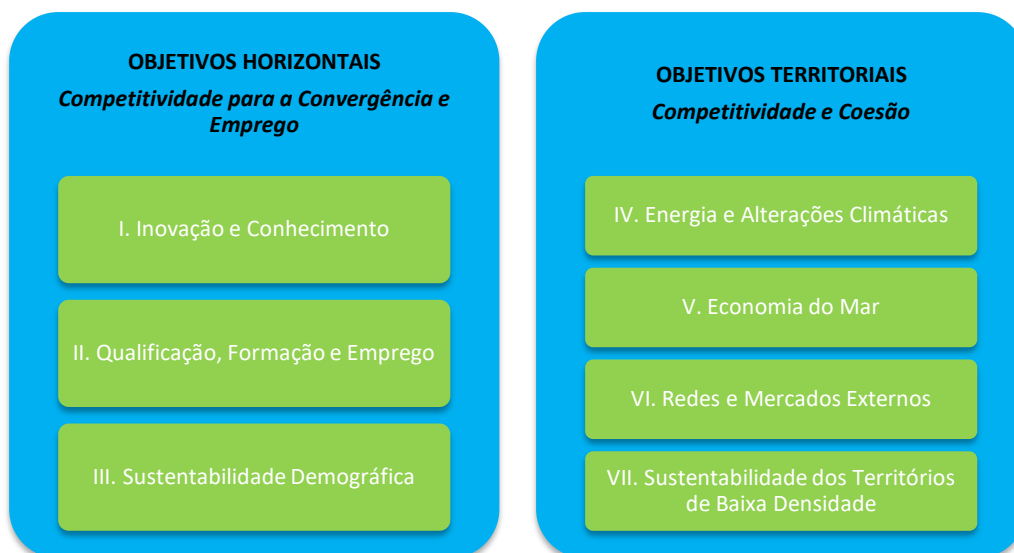 OBJETIVOS HORIZONTAIS
Competitividade para a Convergência e
Emprego
I. Inovação e Conhecimento
II. Qualificação, Formação e Emprego
III. Sustentabilidade Demográfica
OBJETIVOS TERRITORIAIS
Competitividade e Coesão
IV. Energia e Alterações Climáticas
V. Economia do Mar
VI. Redes e Mercados Externos
VII. Sustentabilidade dos Territórios
de Baixa Densidade